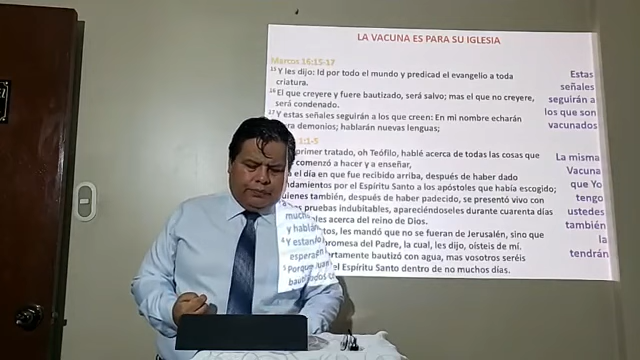 LA VACUNA ES PARA SU IGLESIA
Marcos 16:15-17
15 Y les dijo: Id por todo el mundo y predicad el evangelio a toda
criatura.
16 El que creyere y fuere bautizado, será salvo; mas el que no creyere,
será condenado.
17 Y estas señales seguirán a los que creen: En mi nombre echarán
demonios; hablarán nuevas lenguas;
1:1-5
primer tratado, oh Teófilo, hablé acerca de todas las cosas que
comenzó a hacer y a enseñar,
el día en que fue recibido arriba, después de haber dado
por el Espíritu Santo a los apóstoles que había escogido;
quienes también, después de haber padecido, se presentó vivo con
pruebas indubitables, apareciéndoseles durante cuarenta días
acerca del reino de Dios.
les mandó que no se fueran de Jerusalén, sino que
promesa del Padre, la cual, les dijo, oísteis de mí.
bautizó con agua, mas vosotros seréis
el Espíritu Santo dentro de no muchos días.
Estas
señales
seguirán a
los que son
vacunados
La misma
Vacuna
que Yo
tengo
ustedes
también
la
tendrán